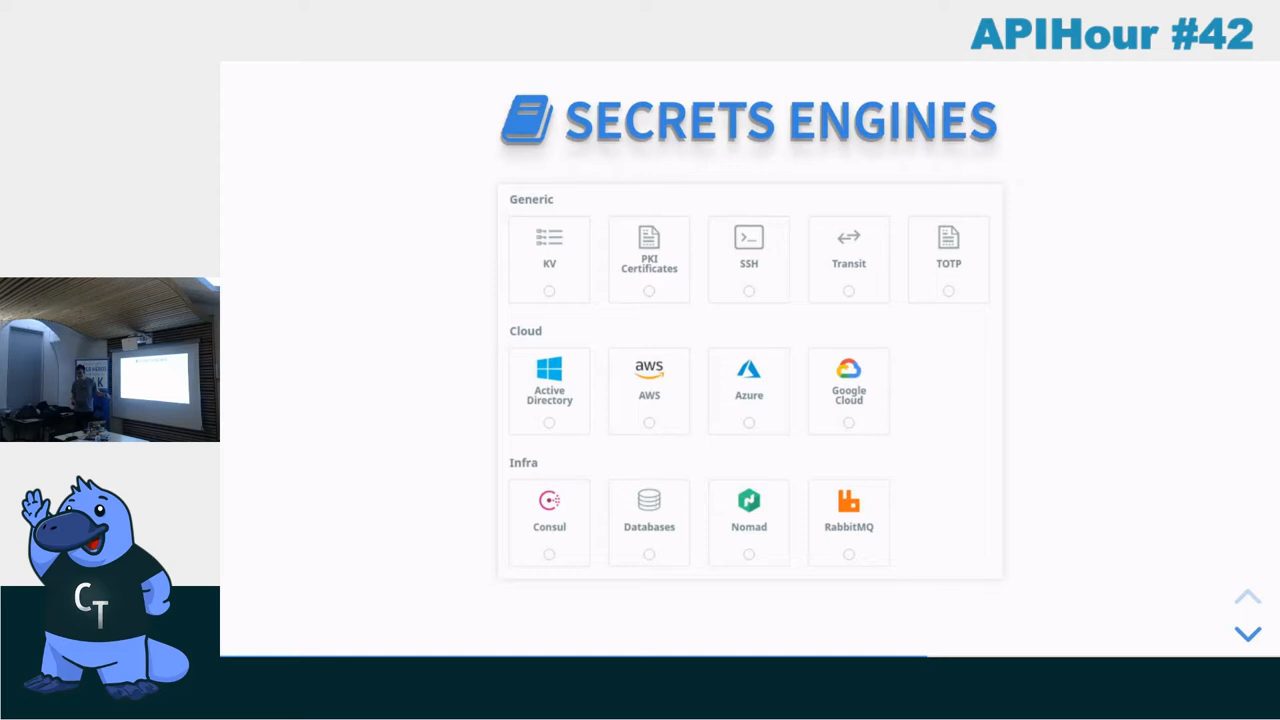 APIHour #42
SECRETS ENGINES
Generic
KV
PKI
Certificates
SSH
Transit
TOTP
Cloud
Active
Directory
aws
AWS
Azure
Google
Cloud
Infra
Consul
Databases
Nomad
RabbitMQ
CT